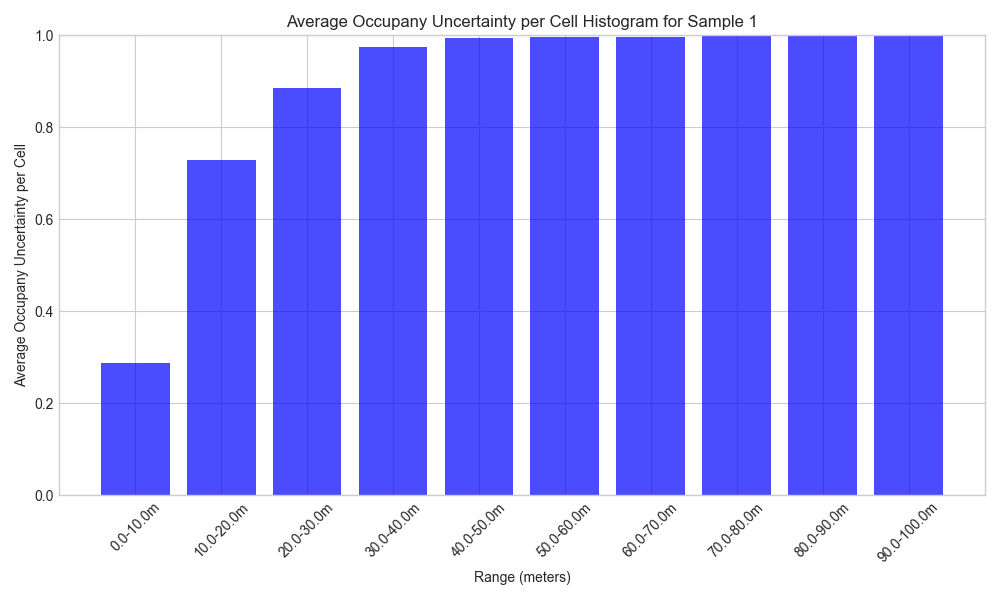 Average Occupany Uncertainty per Cell Histogram for Sample 1
Average Occupany Uncertainty per Cell
1.0
0.8
0.6
0.4
0.2
0.0
0.0-10.0m
10.0-20.0m
20.0-30.0m
30.0-40.0m
40.0-50.0m
50.0-60.0m
60.0-70.0m
70.0-80.0m
80.0-90.0m
90.0-100.0m
Range (meters)